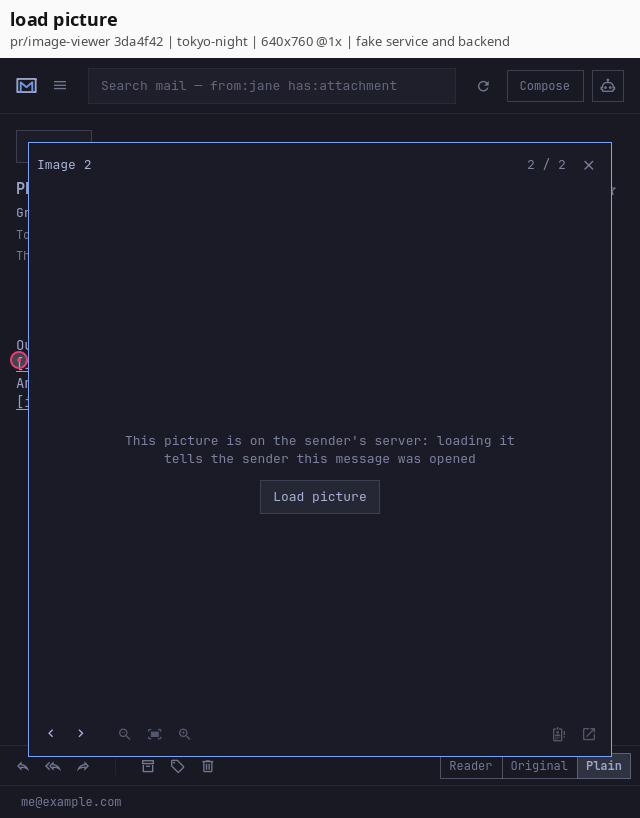 load picture
pr/image-viewer 3da4f42 | tokyo-night | 640x760 @1x | fake service and backend
Search mail — from:jane has:attachment
Compose
Image 2
2 / 2
This picture is on the sender's server: loading it
tells the sender this message was opened
Load picture
Reader
Original
Plain
me@example.com